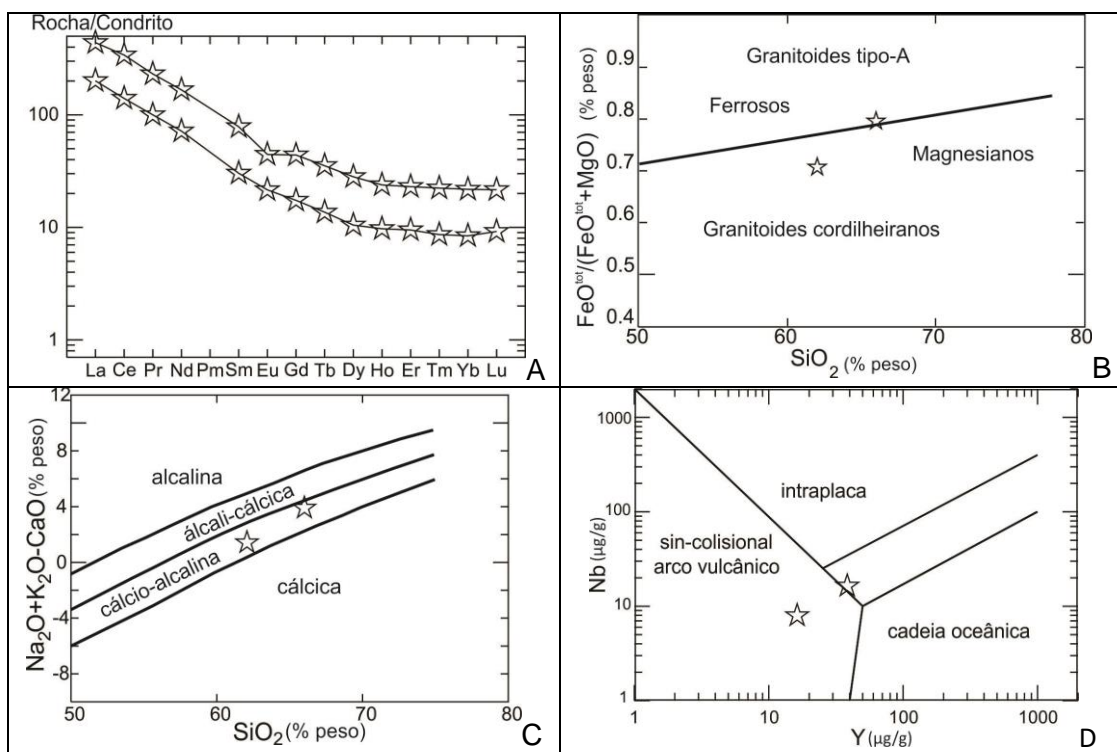 Rocha/Condrito
100
10
1
La Ce Pr Nd Pm Sm Eu Gd Tb Dy Ho Er Tm Yb Lu
A
FeOtot/(FeOtot+MgO) (% peso)
0.9
0.8
0.7
0.6
0.5
0.4
Granitoides tipo-A
Ferrosos
Magnesianos
Granitoides cordilheiranos
50 60 70 80
SiO2 (% peso)
B
Na2O+K2O-CaO (% peso)
12
8
4
0
-4
-8
alcalina
álcali-cálcica
cálcio-alcalina
cálcica
50 60 70 80
SiO2 (% peso)
C
Nb (µg/g)
1000
100
10
1
intraplaca
sin-colisional
arco vulcânico
cadeia oceânica
1 10 100 1000
Y (µg/g)
D